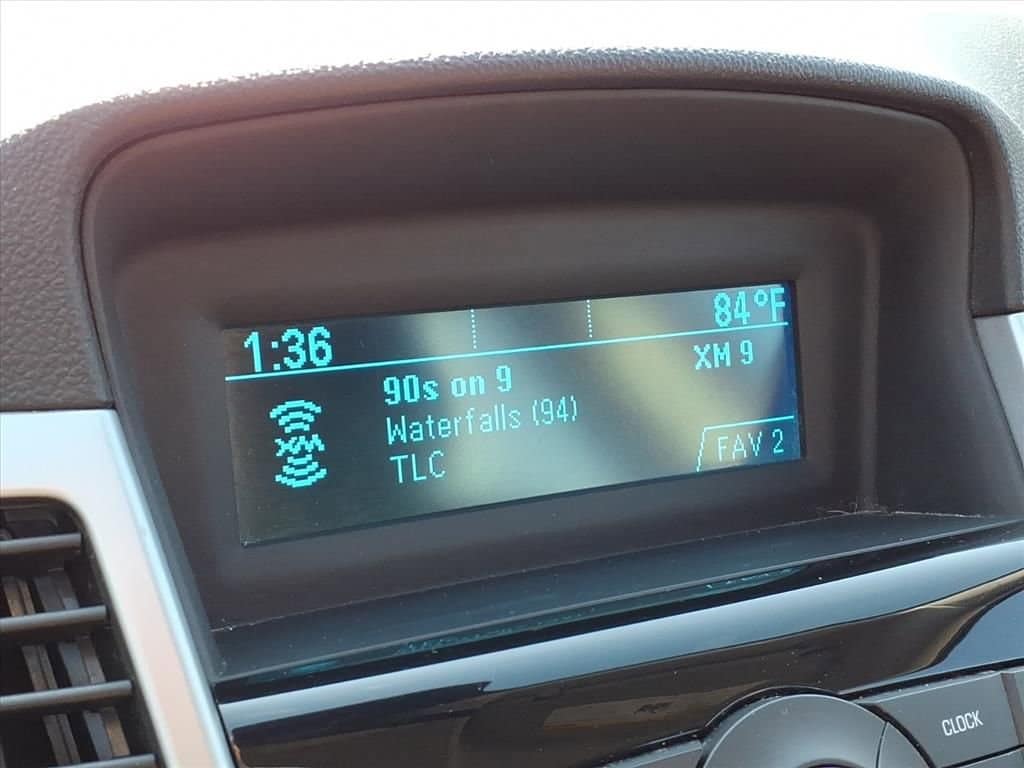 1:36 84°F
90s on 9 XM 9
XM Waterfalls (94)
TLC FAV 2
CLOCK